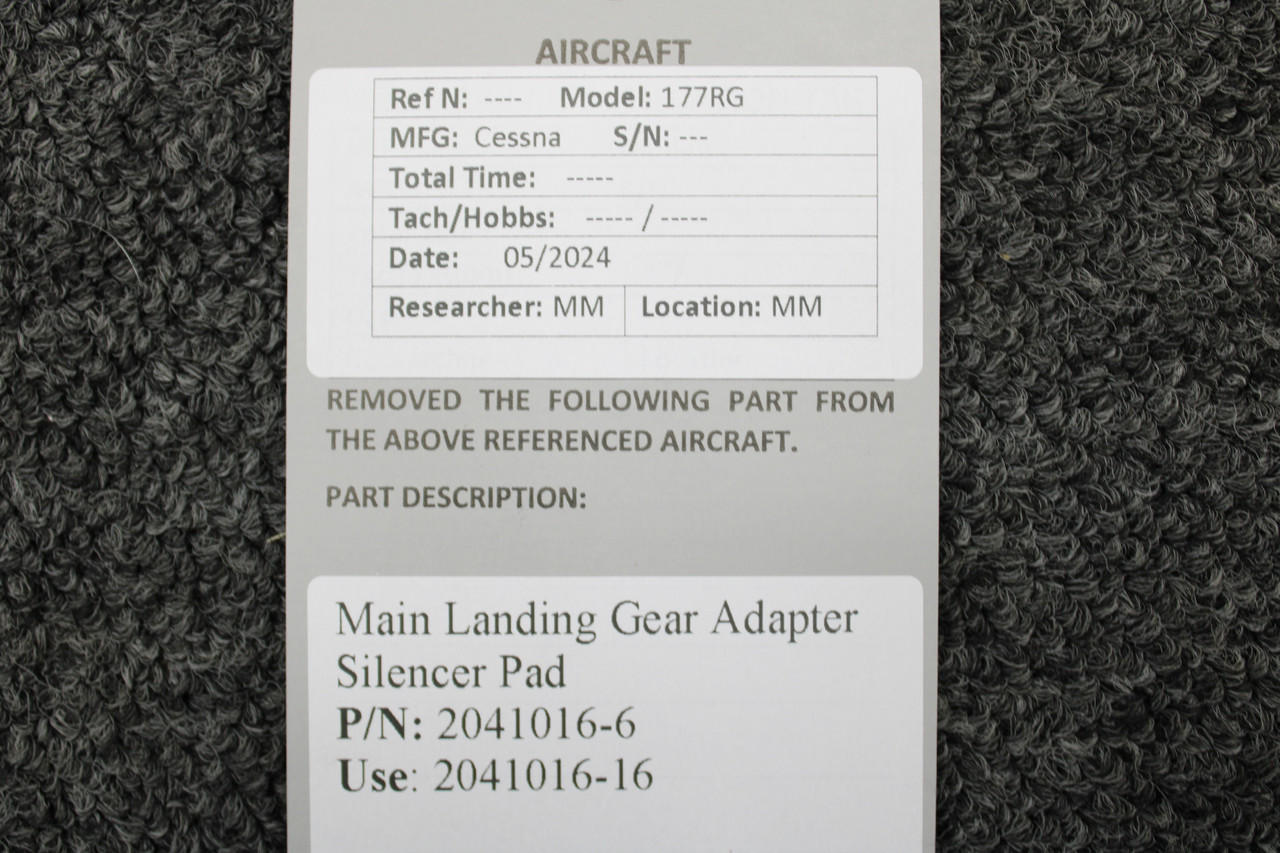 AIRCRAFT
Ref N: ---- Model: 177RG
MFG: Cessna S/N: ---
Total Time: -----
Tach/Hobbs: ----- / -----
Date: 05/2024
Researcher: MM Location: MM
REMOVED THE FOLLOWING PART FROM
THE ABOVE REFERENCED AIRCRAFT.
PART DESCRIPTION:
Main Landing Gear Adapter
Silencer Pad
P/N: 2041016-6
Use: 2041016-16